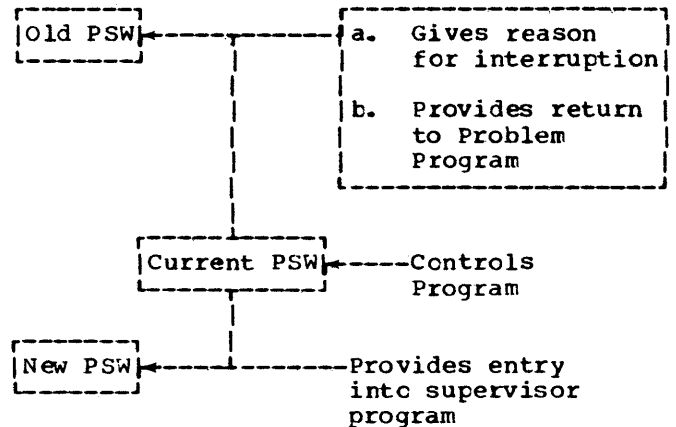 Old PSW
a. Gives reason
for interruption
b. Provides return
to Problem
Program
Current PSW
Controls
Program
New PSW
Provides entry
into supervisor
program